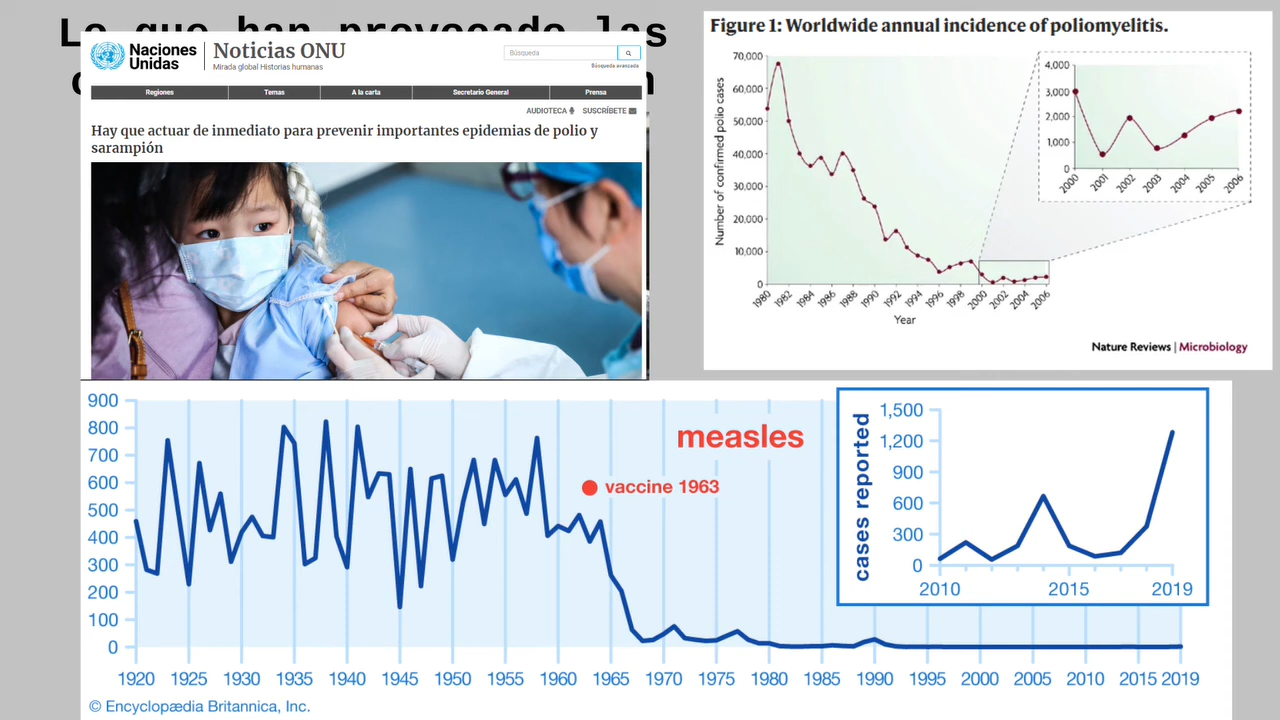 Lo que han provocado las
Naciones
Unidas
Noticias ONU
Mirada global Historias humanas
Búsqueda
Búsqueda avanzada
Regiones
Temas
A la carta
Secretario General
Prensa
AUDIOTECA
SUSCRÍBETE
Hay que actuar de inmediato para prevenir importantes epidemias de polio y
sarampión
Figure 1: Worldwide annual incidence of poliomyelitis.
Number of confirmed polio cases
70,000
60,000
50,000
40,000
30,000
20,000
10,000
0
1980 1982 1984 1986 1988 1990 1992 1994 1996 1998 2000 2002 2004 2006
Year
4,000
3,000
2,000
1,000
0
2000 2001 2002 2003 2004 2005 2006
Nature Reviews | Microbiology
900
800
700
600
500
400
300
200
100
0
measles
vaccine 1963
1920 1925 1930 1935 1940 1945 1950 1955 1960 1965 1970 1975 1980 1985 1990 1995 2000 2005 2010 2015 2019
cases reported
1,500
1,200
900
600
300
0
2010 2015 2019
© Encyclopædia Britannica, Inc.